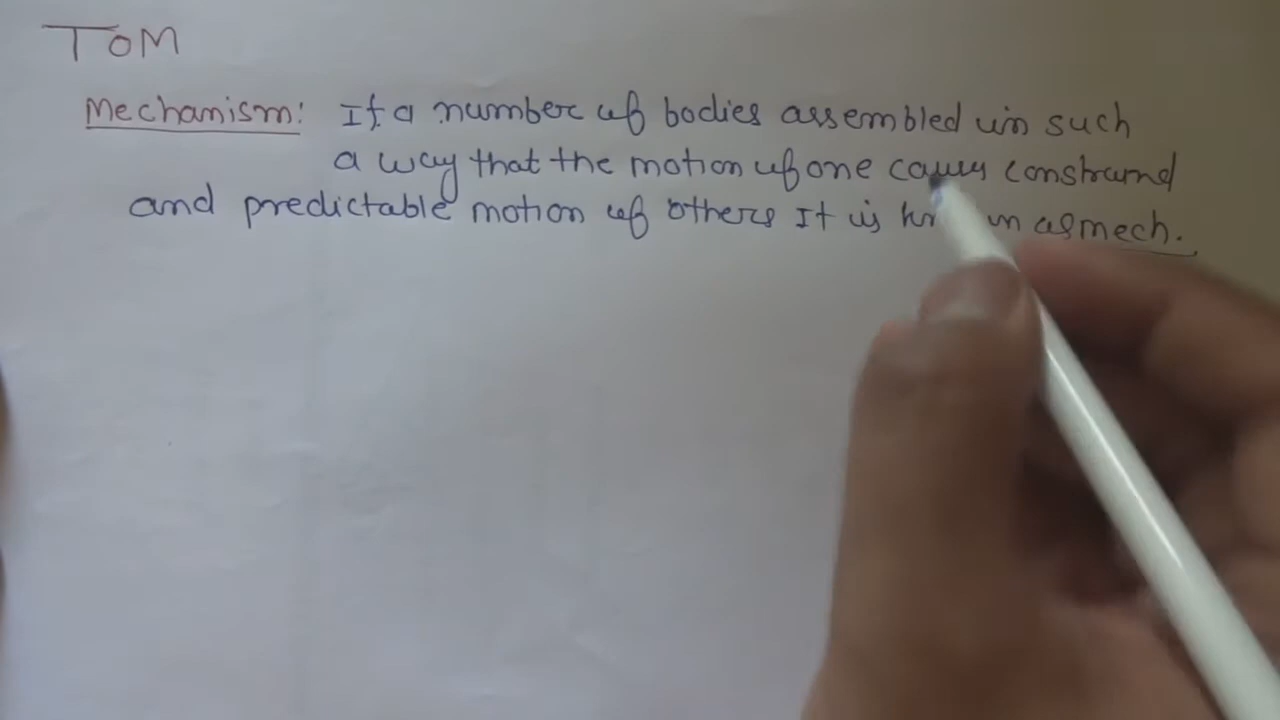 TOM
Mechanism: If a number of bodies assembled in such
a way that the motion of one causes constrained
and predictable motion of others It is as mech.